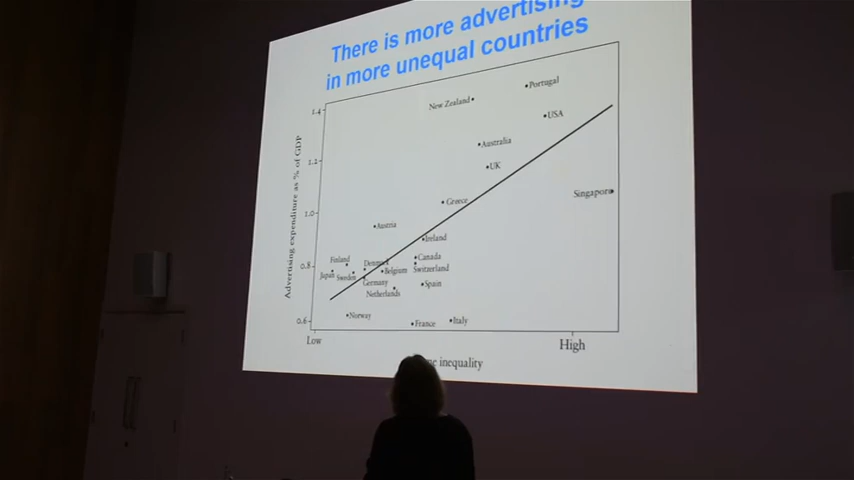 There is more advertising
in more unequal countries
Advertising expenditure as % of GDP
1.4
1.2
1.0
0.8
0.6
Portugal
New Zealand
USA
Australia
UK
Singapore
Greece
Austria
Ireland
Finland
Denmark
Canada
Japan
Sweden
Belgium
Switzerland
Germany
Spain
Netherlands
Norway
France
Italy
Low
High
inequality